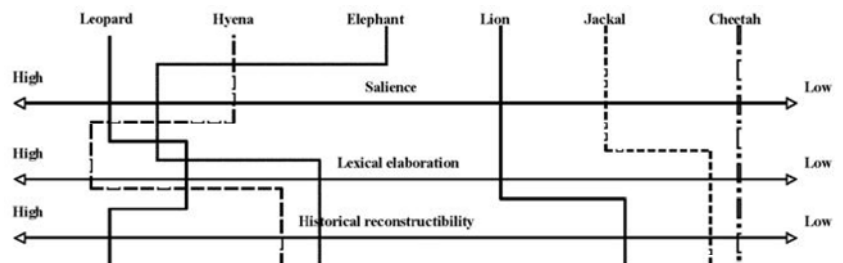 Leopard Hyena Elephant Lion Jackal Cheetah
High
Salience
Low
High
Lexical elaboration
Low
High
Historical reconstructibility
Low